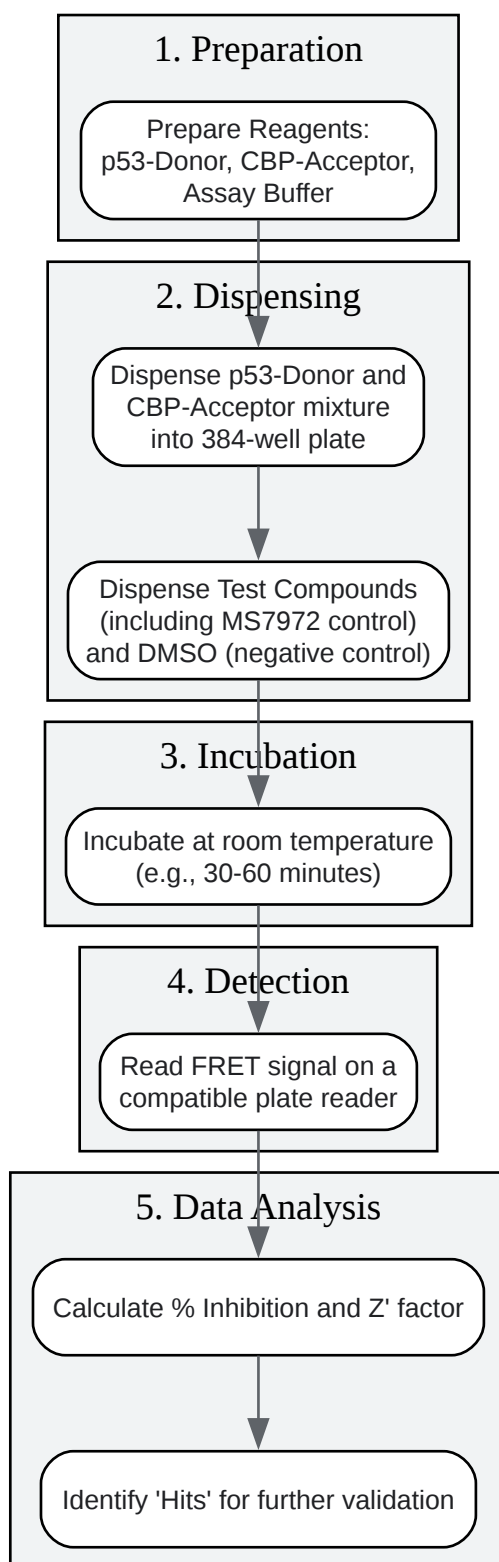 1. Preparation
Prepare Reagents:
p53-Donor, CBP-Acceptor,
Assay Buffer
2. Dispensing
Dispense p53-Donor and
CBP-Acceptor mixture
into 384-well plate
Dispense Test Compounds
(including MS7972 control)
and DMSO (negative control)
3. Incubation
Incubate at room temperature
(e.g., 30-60 minutes)
4. Detection
Read FRET signal on a
compatible plate reader
5. Data Analysis
Calculate % Inhibition and Z' factor
Identify 'Hits' for further validation